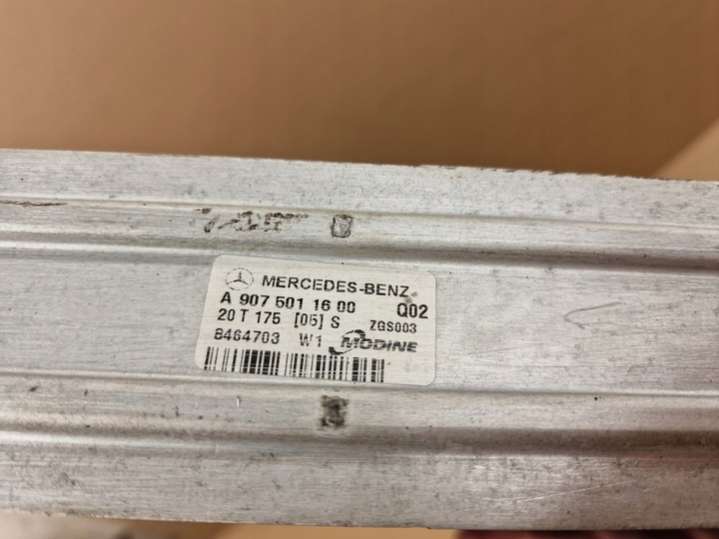 MERCEDES-BENZ
A 907 501 16 00 Q02
20 T 175 [05] S ZGS003
8464703 W1 MODINE